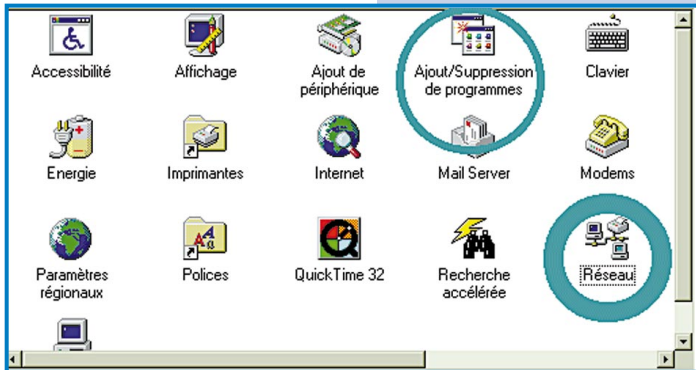 Accessibilité
Affichage
Ajout de
périphérique
Ajout/Suppression
de programmes
Clavier
Energie
Imprimantes
Internet
Mail Server
Modems
Paramètres
régionaux
Polices
QuickTime 32
Recherche
accélérée
Réseau